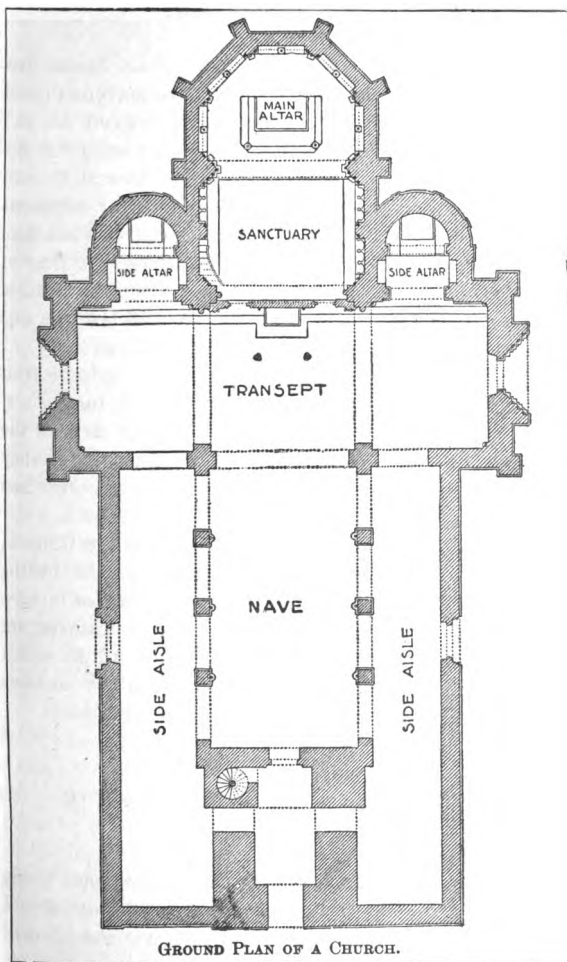 MAIN
ALTAR
SANCTUARY
SIDE ALTAR
SIDE ALTAR
TRANSEPT
NAVE
SIDE AISLE
SIDE AISLE
GROUND PLAN OF A CHURCH.